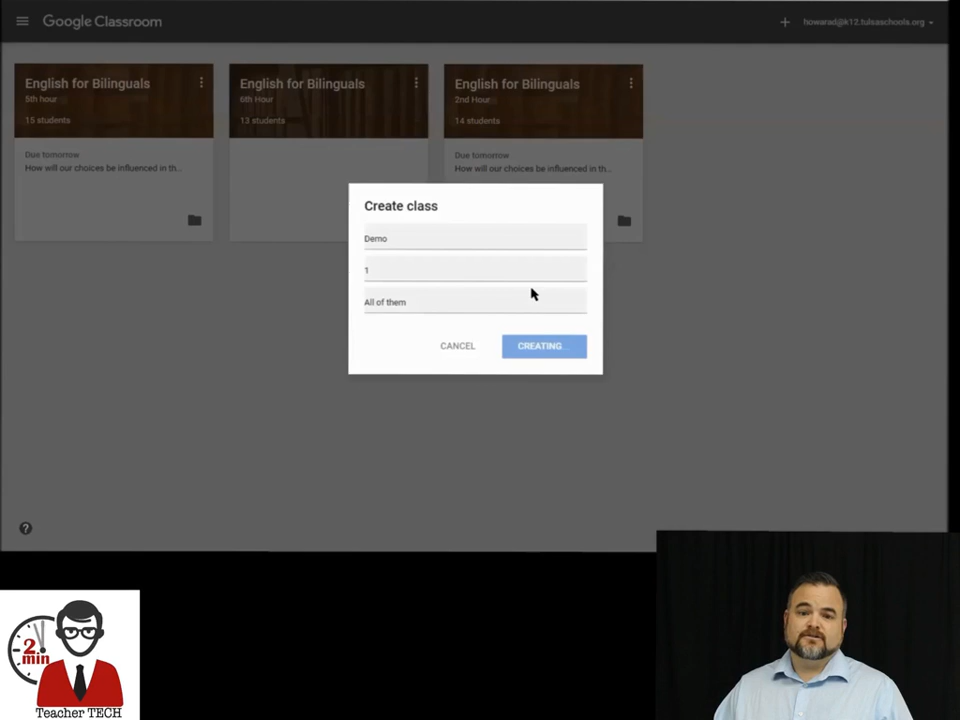 Google Classroom
+
howarad@k12.tulsaschools.org
English for Bilinguals
5th hour
15 students
Due tomorrow
How will our choices be influenced in th...
English for Bilinguals
6th Hour
13 students
English for Bilinguals
2nd Hour
14 students
Due tomorrow
How will our choices be influenced in th...
Create class
Demo
1
All of them
CANCEL
CREATING...
?
2
min
Teacher TECH